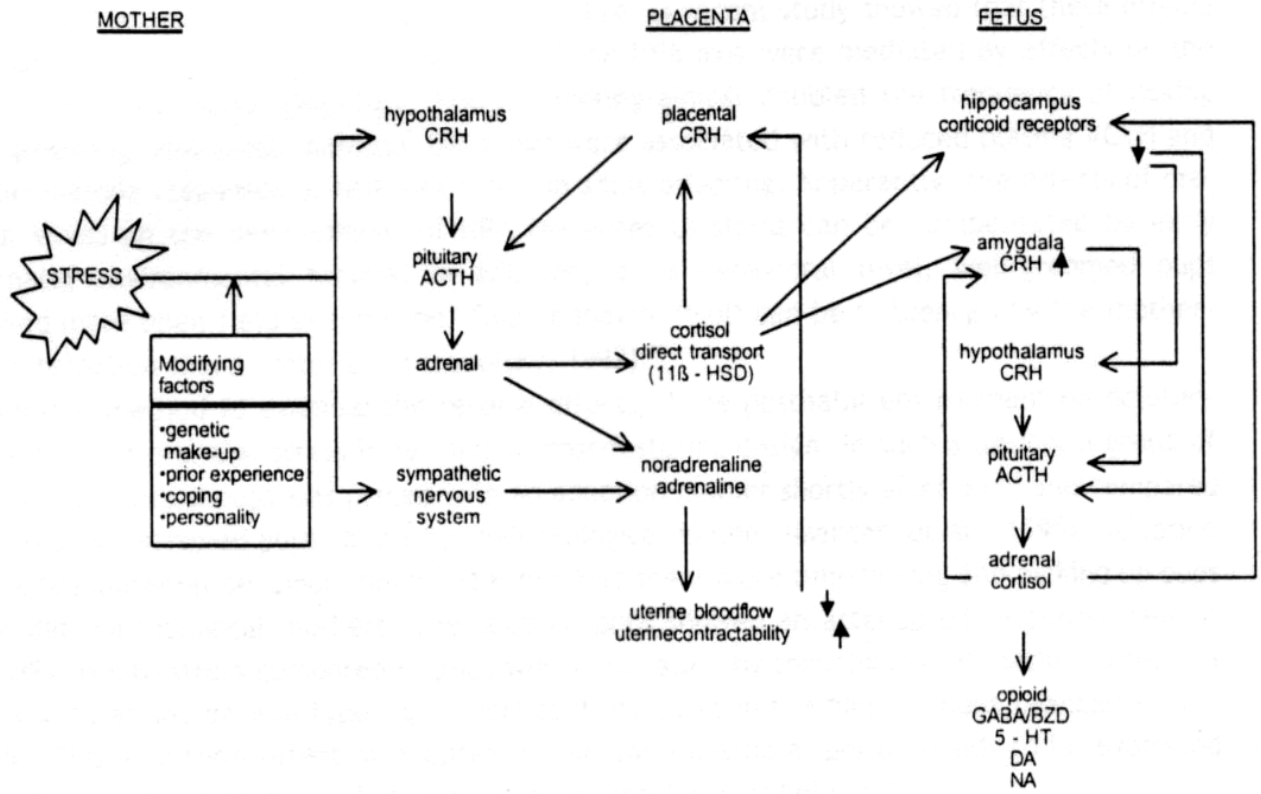 MOTHER
PLACENTA
FETUS
hypothalamus
CRH
placental
CRH
hippocampus
corticoid receptors
STRESS
pituitary
ACTH
amygdala
CRH
Modifying
factors
•genetic
make-up
•prior experience
•coping
•personality
adrenal
cortisol
direct transport
(11ß - HSD)
hypothalamus
CRH
sympathetic
nervous
system
noradrenaline
adrenaline
pituitary
ACTH
uterine bloodflow
uterinecontractability
adrenal
cortisol
opioid
GABA/BZD
5 - HT
DA
NA